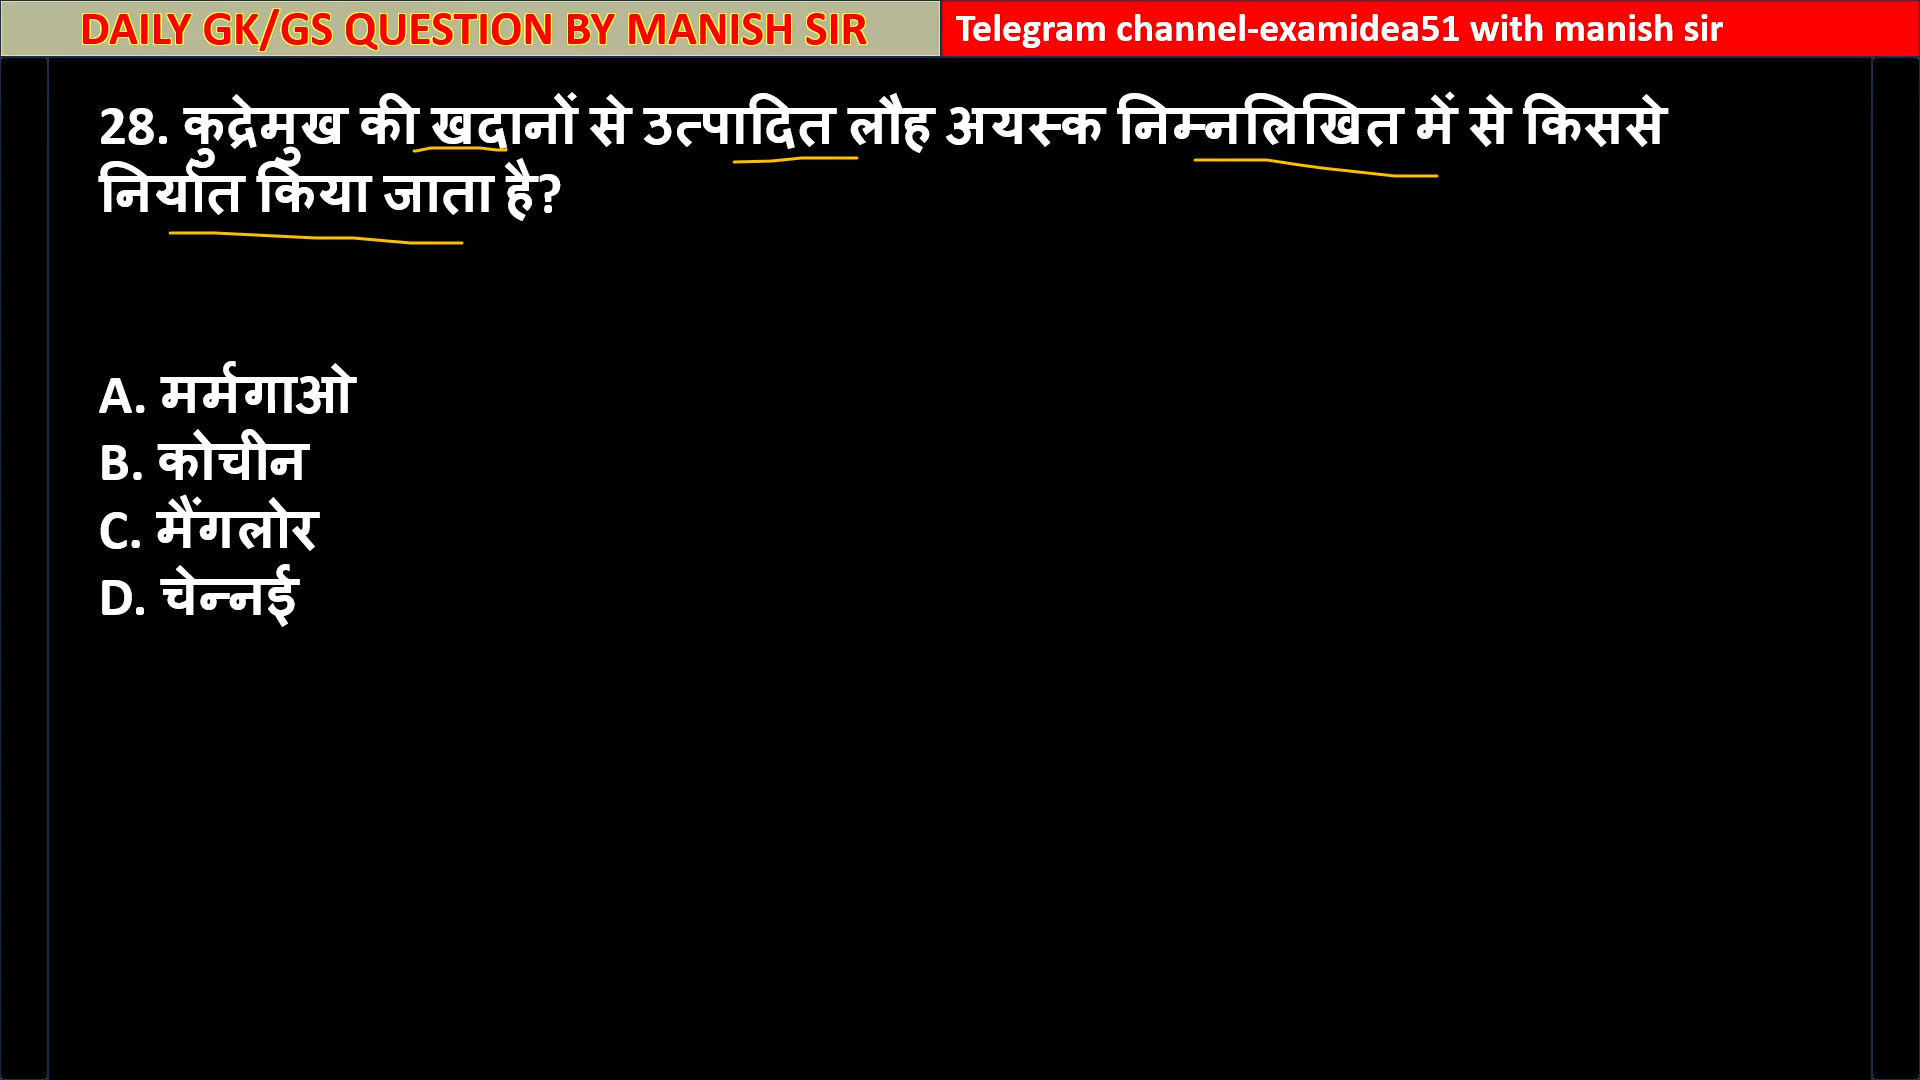 DAILY GK/GS QUESTION BY MANISH SIR
Telegram channel-examidea51 with manish sir
28. कुद्रेमुख की खदानों से उत्पादित लौह अयस्क निम्नलिखित में से किससे
निर्यात किया जाता है?
A. मर्मगाओ
B. कोचीन
C. मैंगलोर
D. चेन्नई